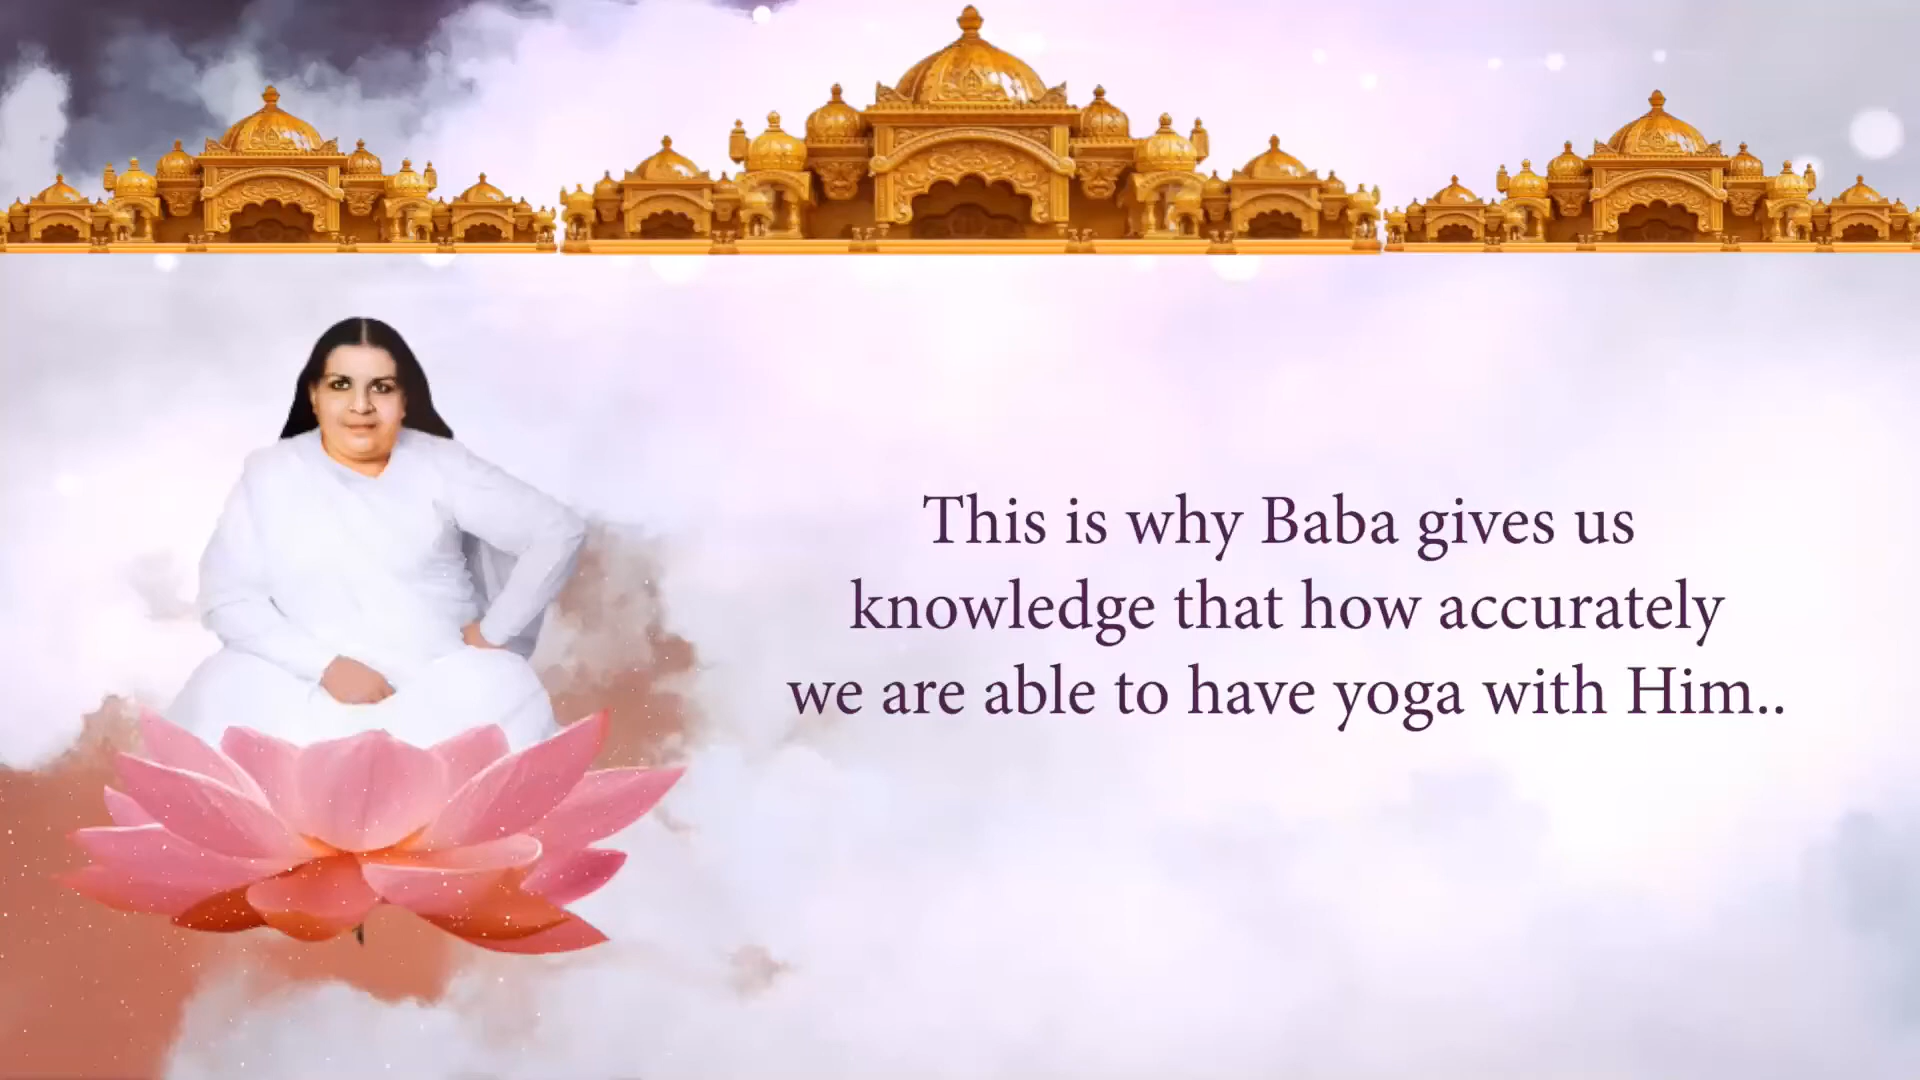 This is why Baba gives us
knowledge that how accurately
we are able to have yoga with Him..